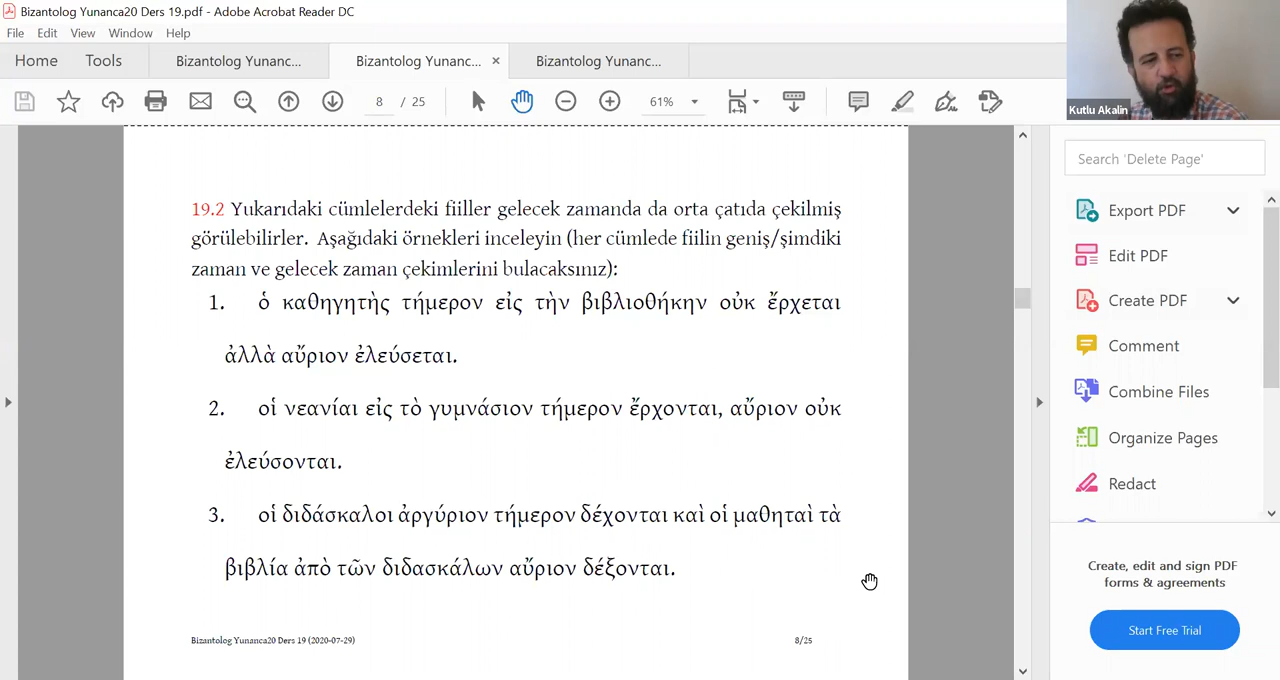 Bizantolog Yunanca20 Ders 19.pdf - Adobe Acrobat Reader DC
File Edit View Window Help
Home Tools Bizantolog Yunanc... Bizantolog Yunanc... × Bizantolog Yunanc...
8 / 25 61%
Kutlu Akalin
Search 'Delete Page'
Export PDF
Edit PDF
Create PDF
Comment
Combine Files
Organize Pages
Redact
Create, edit and sign PDF
forms & agreements
Start Free Trial
19.2 Yukarıdaki cümlelerdeki fiiller gelecek zamanda da orta çatıda çekilmiş
görülebilirler. Aşağıdaki örnekleri inceleyin (her cümlede fiilin geniş/şimdiki
zaman ve gelecek zaman çekimlerini bulacaksınız):
1. ὁ καθηγητὴς τήμερον εἰς τὴν βιβλιοθήκην οὐκ ἔρχεται
ἀλλὰ αὔριον ἐλεύσεται.
2. οἱ νεανίαι εἰς τὸ γυμνάσιον τήμερον ἔρχονται, αὔριον οὐκ
ἐλεύσονται.
3. οἱ διδάσκαλοι ἀργύριον τήμερον δέχονται καὶ οἱ μαθηταὶ τὰ
βιβλία ἀπὸ τῶν διδασκάλων αὔριον δέξονται.
Bizantolog Yunanca20 Ders 19 (2020-07-29) 8/25